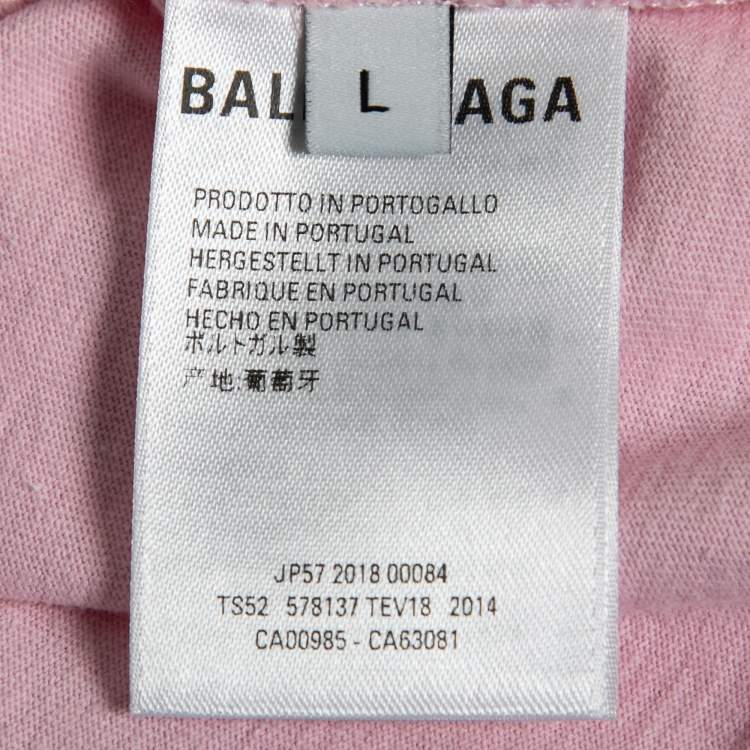 BAL AGA
L
PRODOTTO IN PORTOGALLO
MADE IN PORTUGAL
HERGESTELLT IN PORTUGAL
FABRIQUE EN PORTUGAL
HECHO EN PORTUGAL
ポルトガル製
产地:葡萄牙
JP57 2018 00084
TS52 578137 TEV18 2014
CA00985 - CA63081